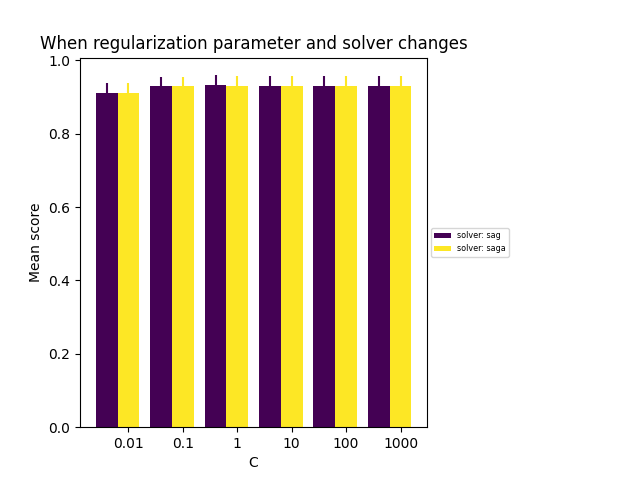 When regularization parameter and solver changes
1.0
0.8
0.6
0.4
0.2
0.0
Mean score
0.01 0.1 1 10 100 1000
C
solver: sag
solver: saga